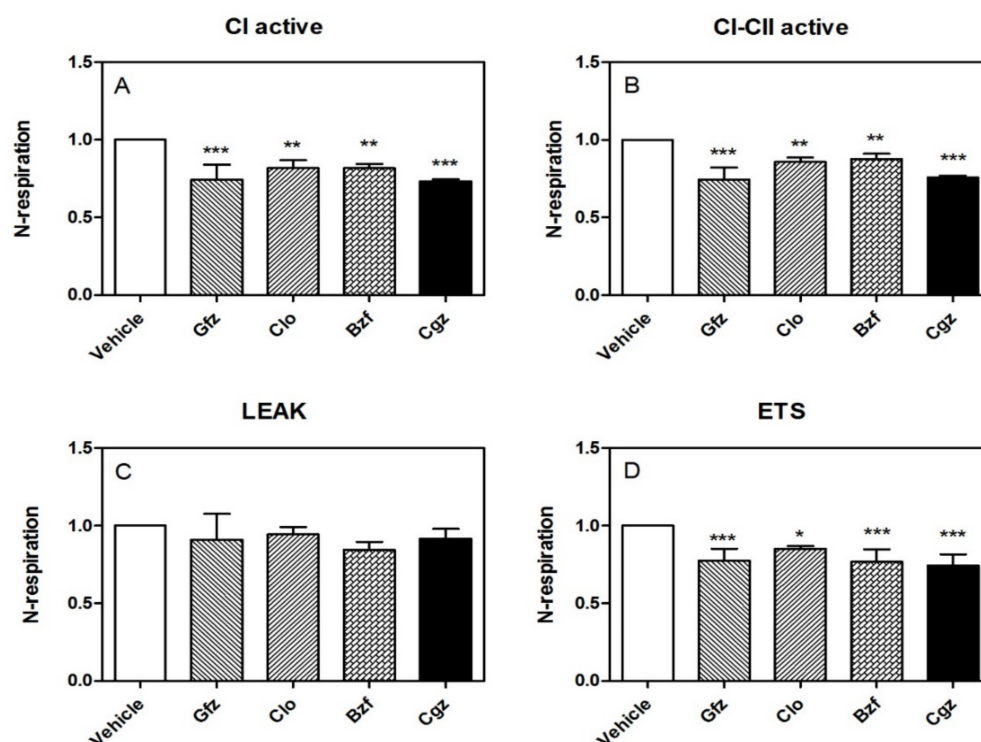 CI active
A
N-respiration
1.5
1.0
0.5
0.0
***
**
**
***
Vehicle
Gfz
Clo
Bzf
Cgz
CI-CII active
B
N-respiration
1.5
1.0
0.5
0.0
***
**
**
***
Vehicle
Gfz
Clo
Bzf
Cgz
LEAK
C
N-respiration
1.5
1.0
0.5
0.0
Vehicle
Gfz
Clo
Bzf
Cgz
ETS
D
N-respiration
1.5
1.0
0.5
0.0
***
*
***
***
Vehicle
Gfz
Clo
Bzf
Cgz